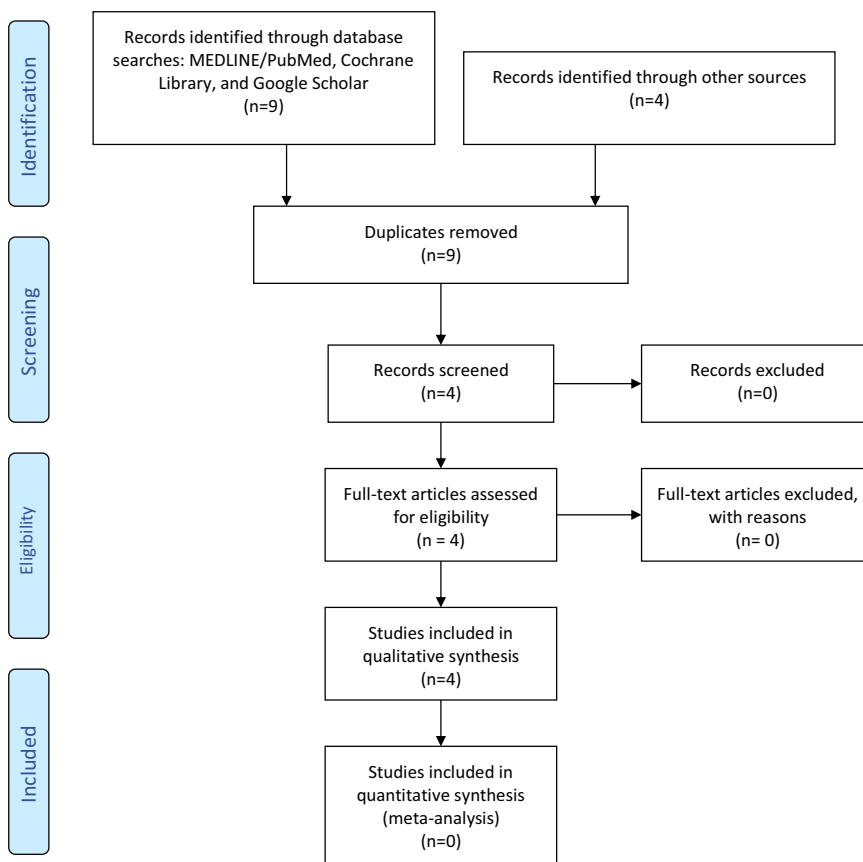 Identification
Records identified through database
searches: MEDLINE/PubMed, Cochrane
Library, and Google Scholar
(n=9)
Records identified through other sources
(n=4)
Duplicates removed
(n=9)
Screening
Records screened
(n=4)
Records excluded
(n=0)
Eligibility
Full-text articles assessed
for eligibility
(n = 4)
Full-text articles excluded,
with reasons
(n= 0)
Studies included in
qualitative synthesis
(n=4)
Included
Studies included in
quantitative synthesis
(meta-analysis)
(n=0)